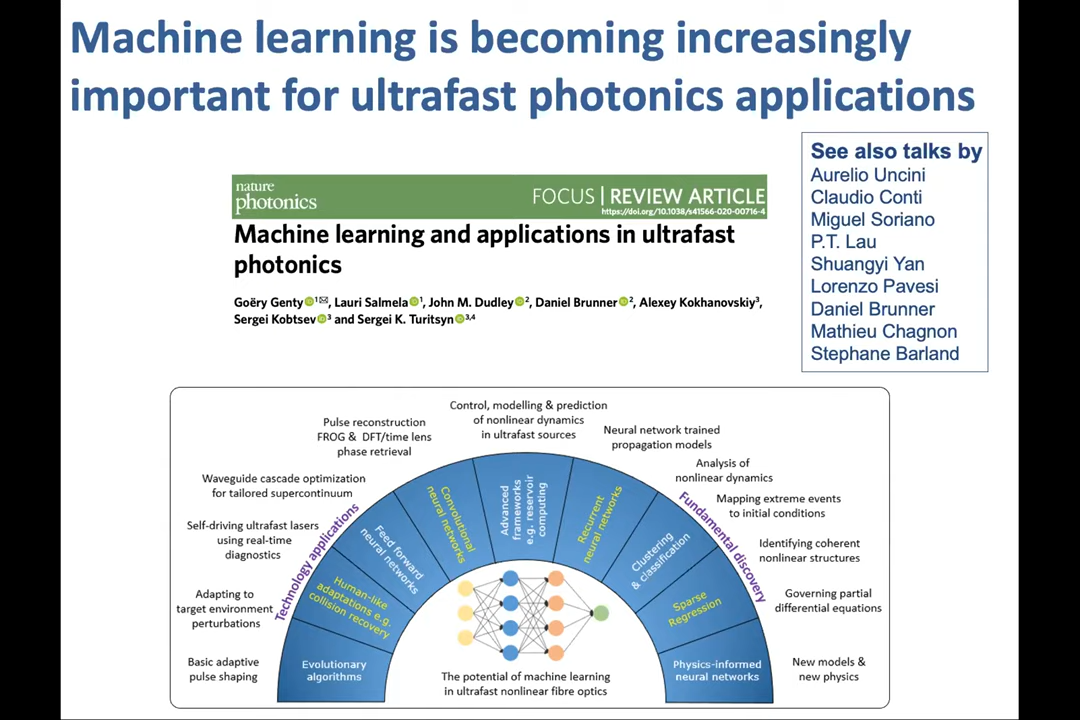 Machine learning is becoming increasingly
important for ultrafast photonics applications
See also talks by
Aurelio Uncini
Claudio Conti
Miguel Soriano
P.T. Lau
Shuangyi Yan
Lorenzo Pavesi
Daniel Brunner
Mathieu Chagnon
Stephane Barland
nature
photonics
FOCUS | REVIEW ARTICLE
https://doi.org/10.1038/s41566-020-00716-4
Machine learning and applications in ultrafast
photonics
Goëry Genty 1✉, Lauri Salmela 1, John M. Dudley 2, Daniel Brunner 2, Alexey Kokhanovskiy3,
Sergei Kobtsev 3 and Sergei K. Turitsyn 3,4
Control, modelling & prediction
of nonlinear dynamics
in ultrafast sources
Pulse reconstruction
FROG & DFT/time lens
phase retrieval
Neural network trained
propagation models
Waveguide cascade optimization
for tailored supercontinuum
Analysis of
nonlinear dynamics
Self-driving ultrafast lasers
using real-time
diagnostics
Mapping extreme events
to initial conditions
Adapting to
target environment
perturbations
Identifying coherent
nonlinear structures
Basic adaptive
pulse shaping
Governing partial
differential equations
New models &
new physics
Technology applications
Fundamental discovery
Evolutionary
algorithms
Human-like
adaptations e.g.
collision recovery
Feed forward
neural networks
Convolutional
neural networks
Advanced
frameworks
e.g. reservoir
computing
Recurrent
neural networks
Clustering
& classification
Sparse
Regression
Physics-informed
neural networks
The potential of machine learning
in ultrafast nonlinear fibre optics